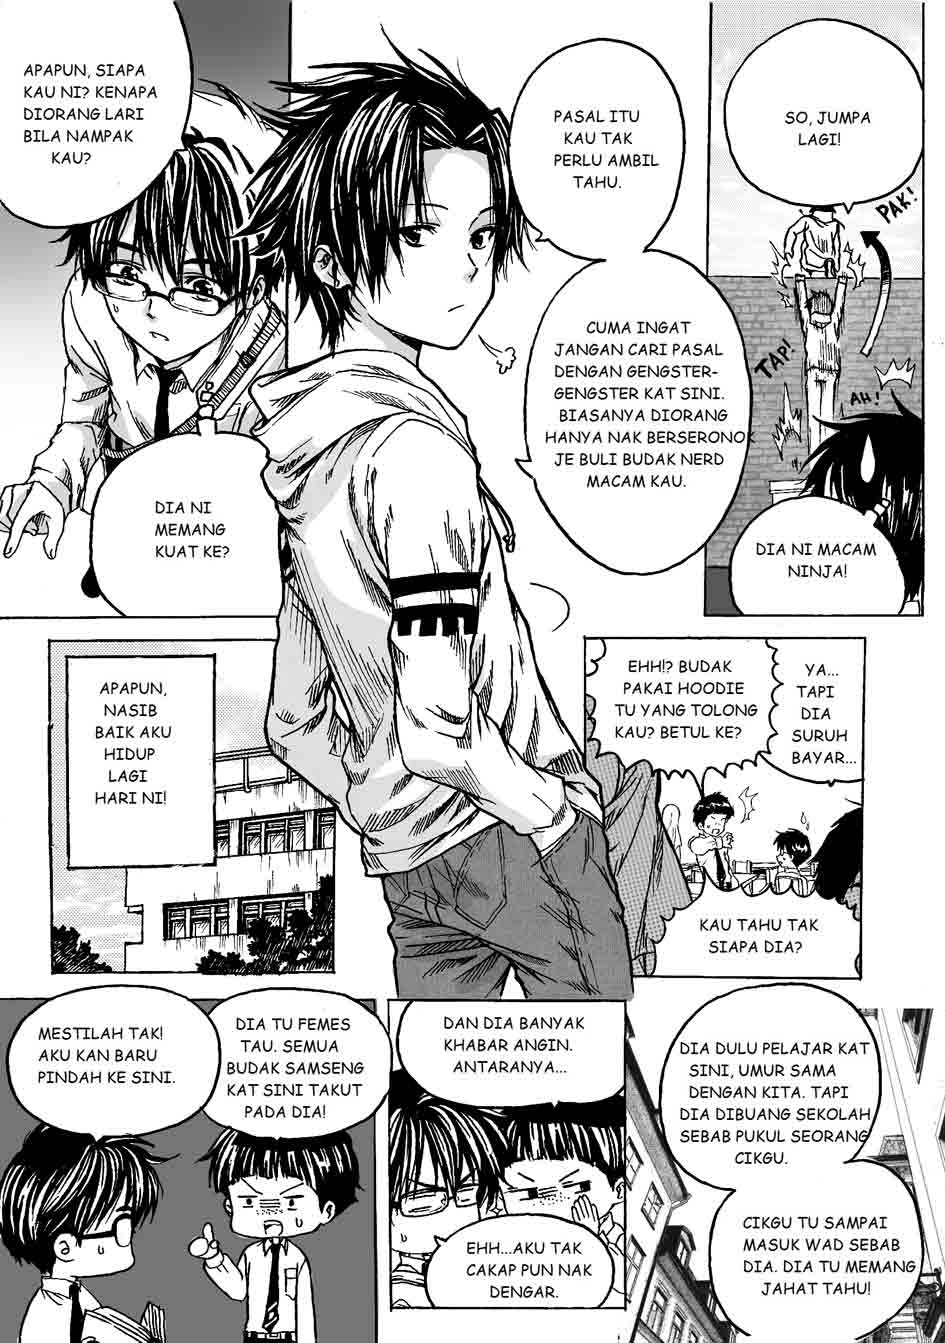 APAPUN, SIAPA
KAU NI? KENAPA
DIORANG LARI
BILA NAMPAK
KAU?
DIA NI
MEMANG
KUAT KE?
PASAL ITU
KAU TAK
PERLU AMBIL
TAHU.
CUMA INGAT
JANGAN CARI PASAL
DENGAN GENGSTER-
GENGSTER KAT SINI.
BIASANYA DIORANG
HANYA NAK BERSERONOK
JE BULI BUDAK NERD
MACAM KAU.
SO, JUMPA
LAGI!
PAK!
TAP!
AH!
DIA NI MACAM
NINJA!
APAPUN,
NASIB
BAIK AKU
HIDUP
LAGI
HARI NI!
EHH!? BUDAK
PAKAI HOODIE
TU YANG TOLONG
KAU? BETUL KE?
YA...
TAPI
DIA
SURUH
BAYAR...
KAU TAHU TAK
SIAPA DIA?
MESTILAH TAK!
AKU KAN BARU
PINDAH KE SINI.
DIA TU FEMES
TAU. SEMUA
BUDAK SAMSENG
KAT SINI TAKUT
PADA DIA!
DAN DIA BANYAK
KHABAR ANGIN.
ANTARANYA...
EHH...AKU TAK
CAKAP PUN NAK
DENGAR.
DIA DULU PELAJAR KAT
SINI, UMUR SAMA
DENGAN KITA. TAPI
DIA DIBUANG SEKOLAH
SEBAB PUKUL SEORANG
CIKGU.
CIKGU TU SAMPAI
MASUK WAD SEBAB
DIA. DIA TU MEMANG
JAHAT TAHU!